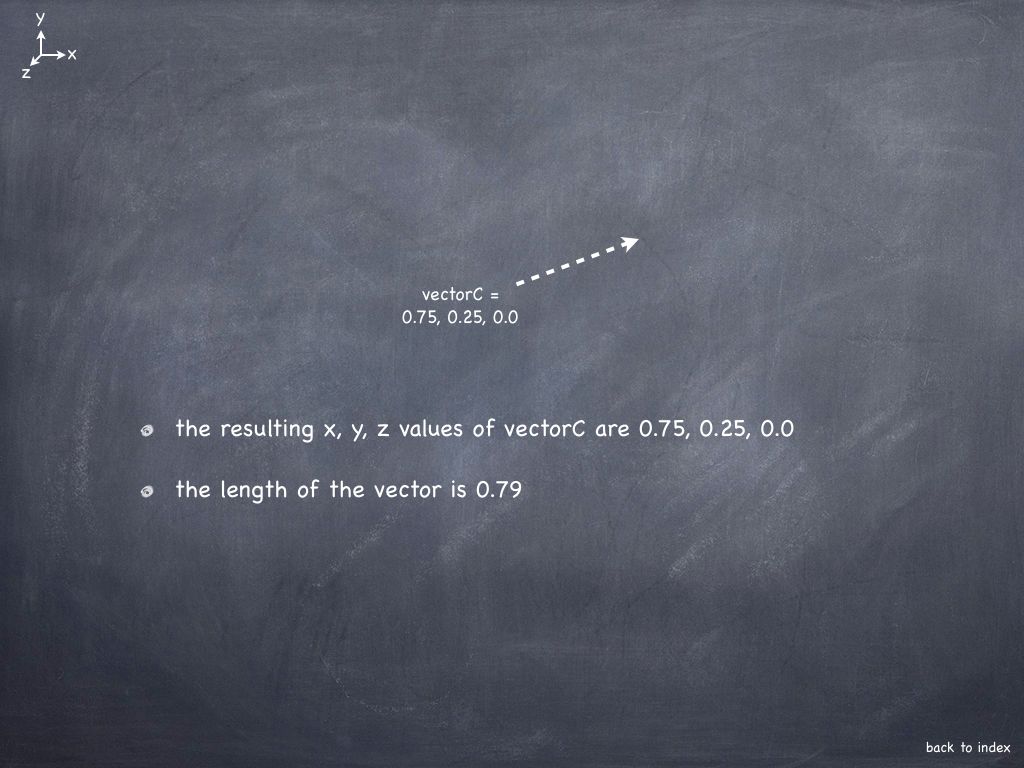 y
x
z
vectorC =
0.75, 0.25, 0.0
the resulting x, y, z values of vectorC are 0.75, 0.25, 0.0
the length of the vector is 0.79
back to index